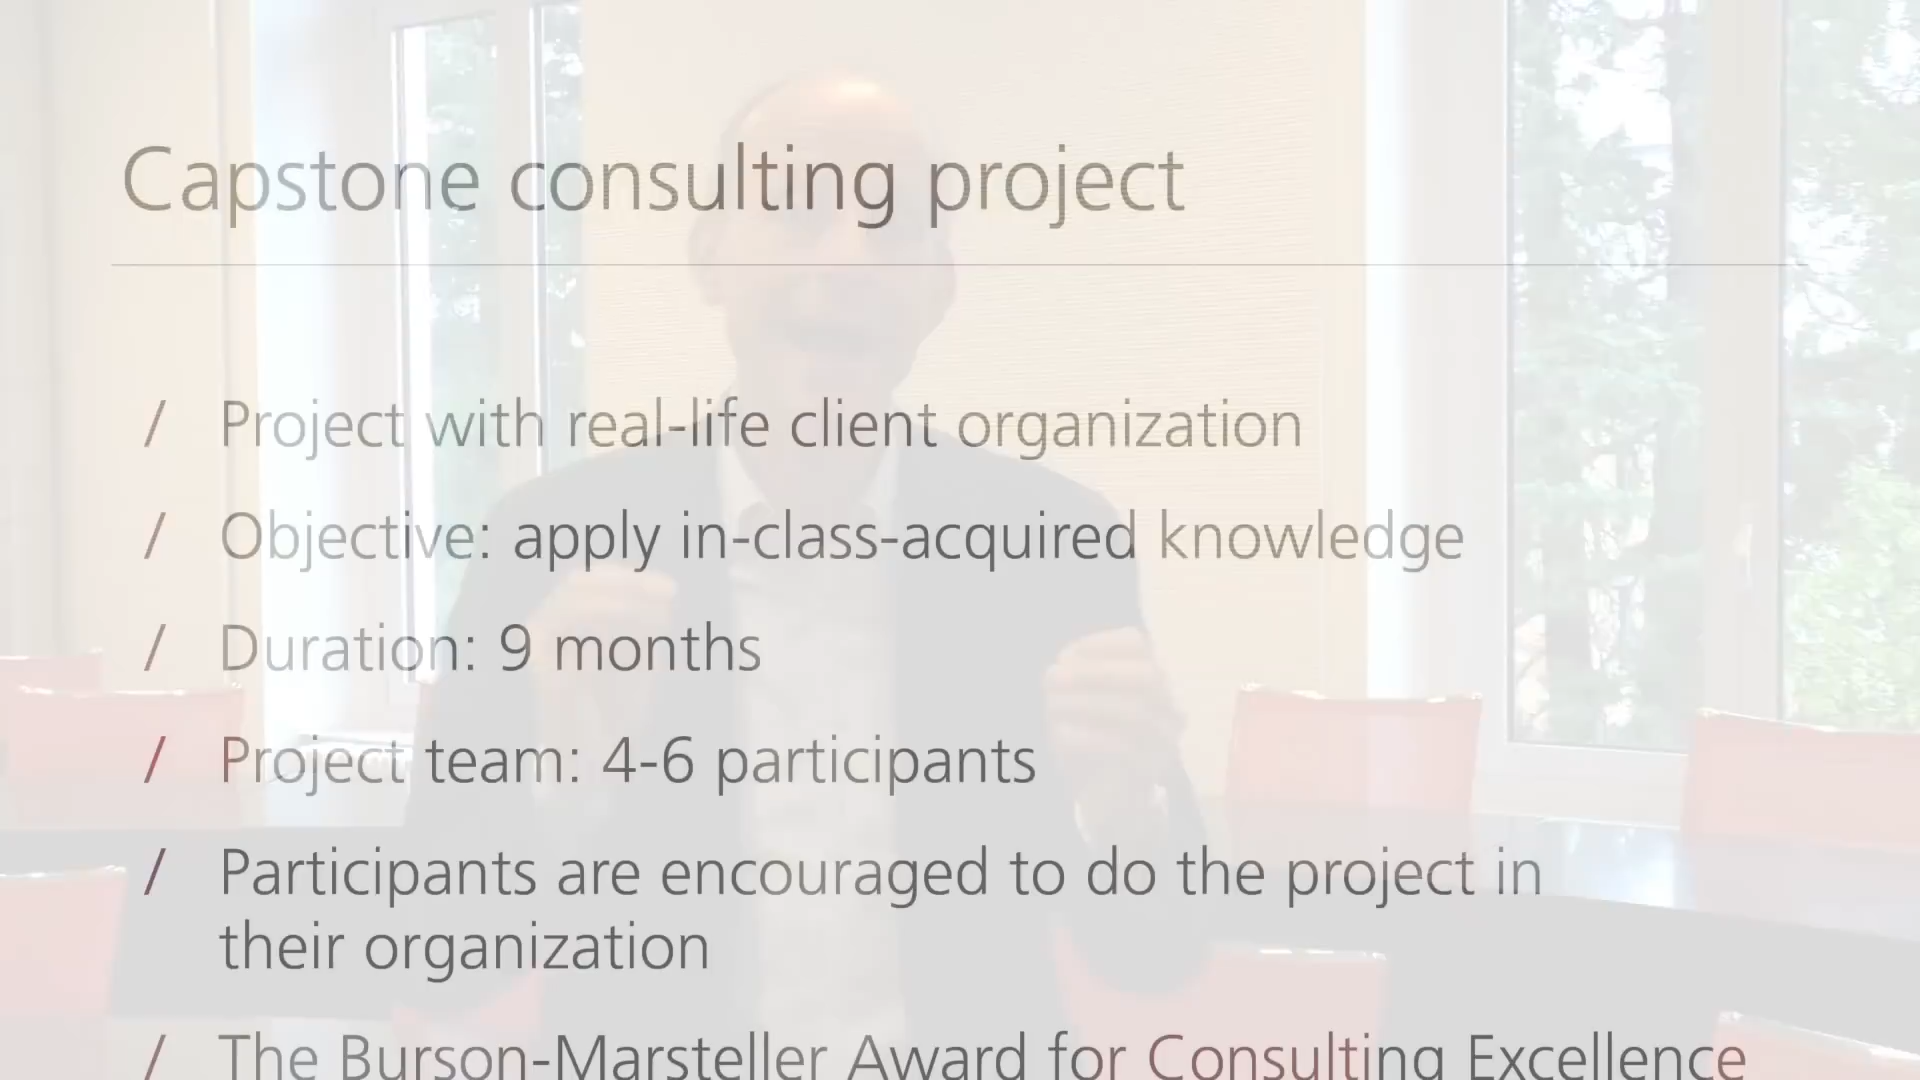 Capstone consulting project
/ Project with real-life client organization
/ Objective: apply in-class-acquired knowledge
/ Duration: 9 months
/ Project team: 4-6 participants
/ Participants are encouraged to do the project in
their organization
/ The Burson-Marsteller Award for Consulting Excellence